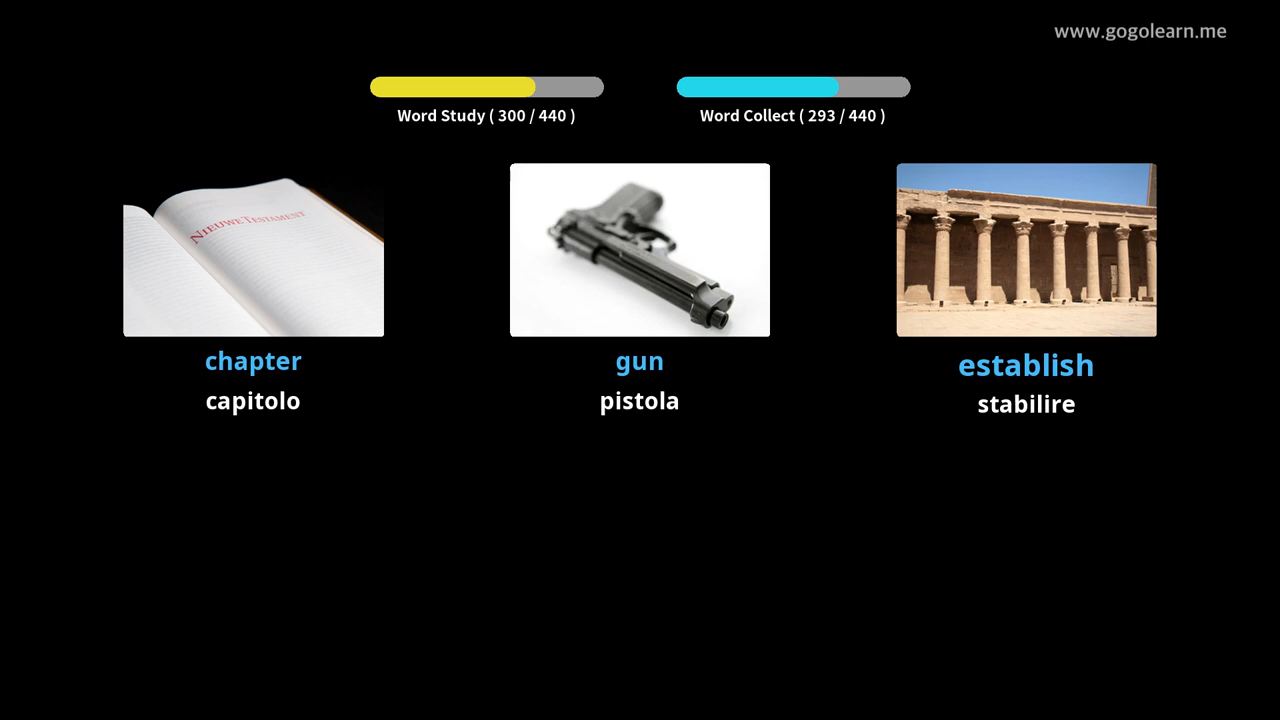 www.gogolearn.me
Word Study ( 300 / 440 )
Word Collect ( 293 / 440 )
NIEUWE TESTAMENT
chapter
capitolo
gun
pistola
establish
stabilire